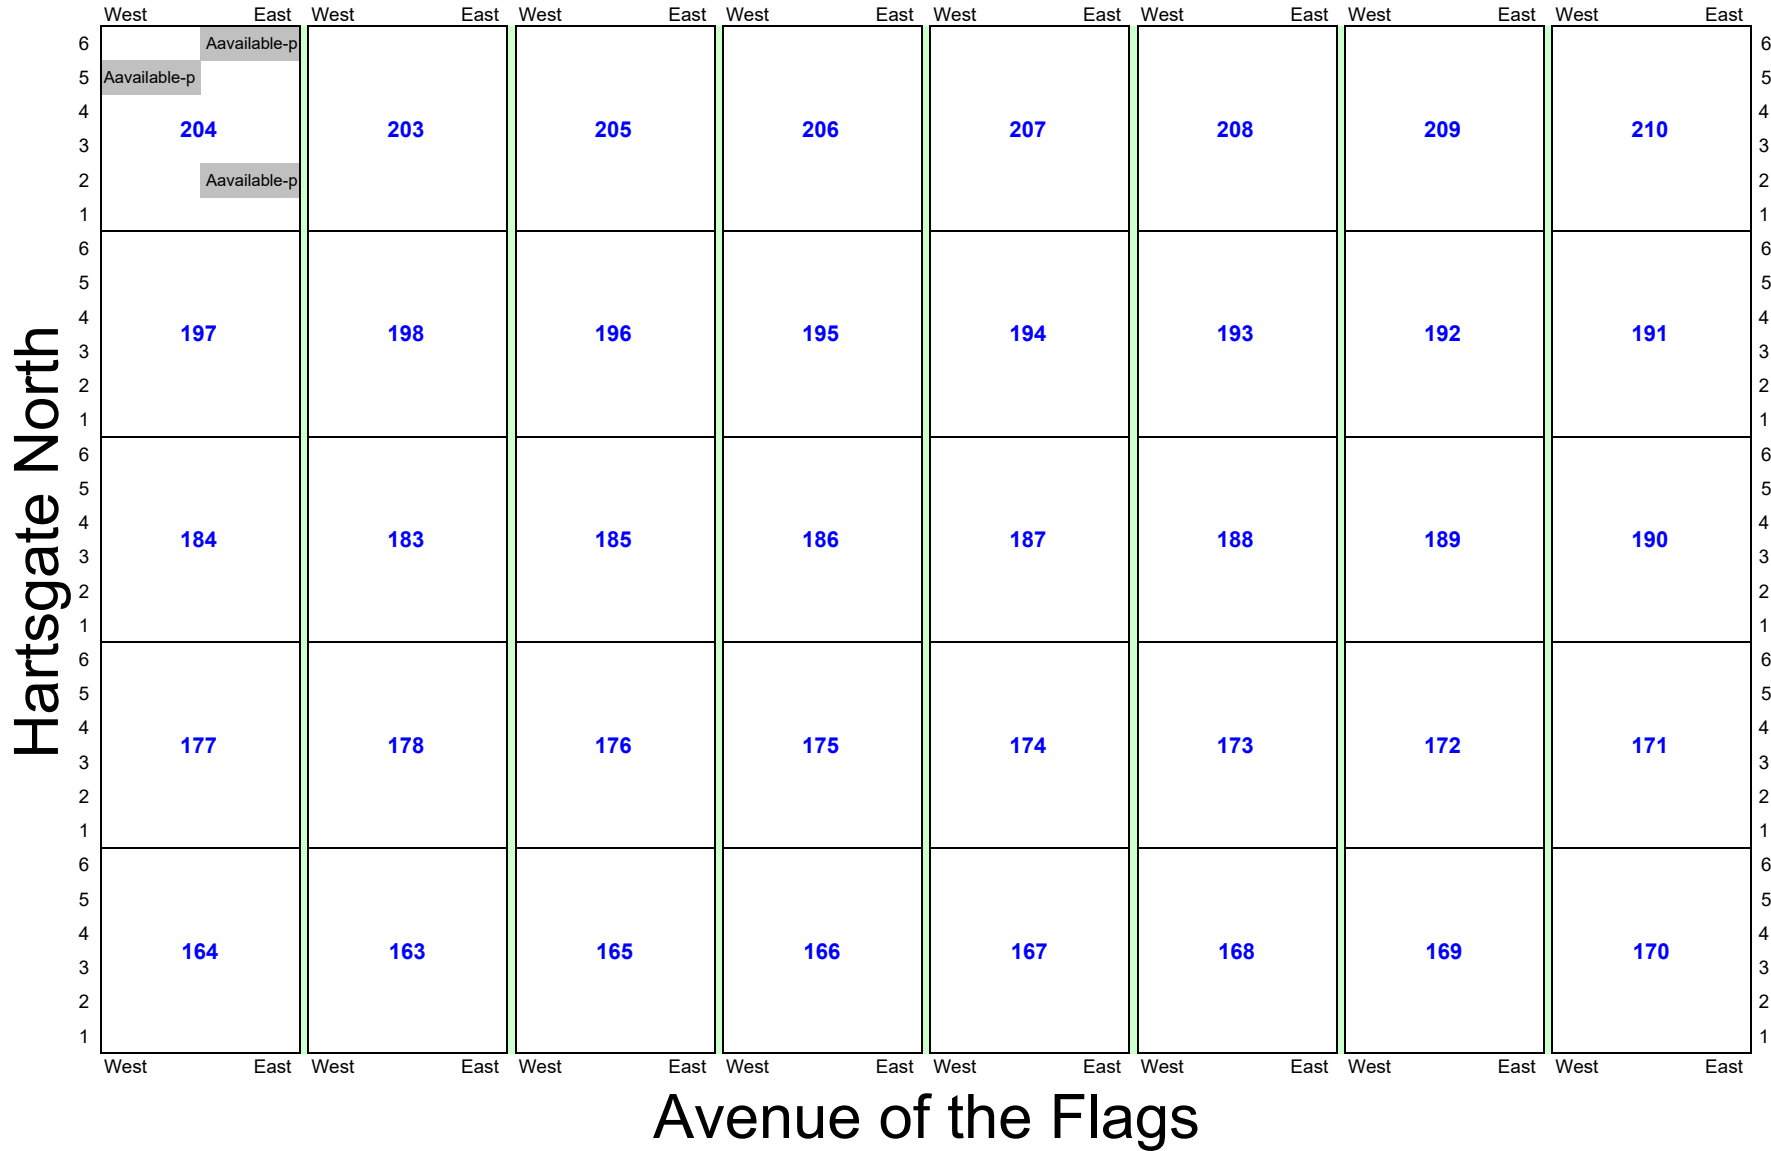 West East West East West East West East West East West East West East West East
6 Aavailable-p 6
5 Aavailable-p 5
4 4
204 203 205 206 207 208 209 210
3 3
2 Aavailable-p 2
1 1
6 6
5 5
4 4
197 198 196 195 194 193 192 191
3 3
2 2
1 1
6 6
5 5
4 4
184 183 185 186 187 188 189 190
3 3
2 2
1 1
6 6
5 5
4 4
177 178 176 175 174 173 172 171
3 3
2 2
1 1
6 6
5 5
4 4
164 163 165 166 167 168 169 170
3 3
2 2
1 1
West East West East West East West East West East West East West East West East
Hartsgate North
Avenue of the Flags